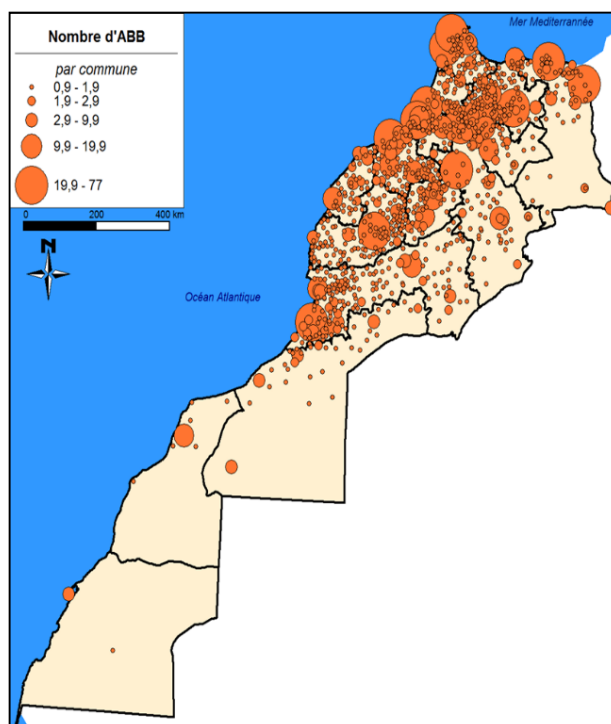 Mer Mediterrannée
Nombre d'ABB
par commune
0,9 - 1,9
1,9 - 2,9
2,9 - 9,9
9,9 - 19,9
19,9 - 77
0 200 400 km
N
Océan Atlantique